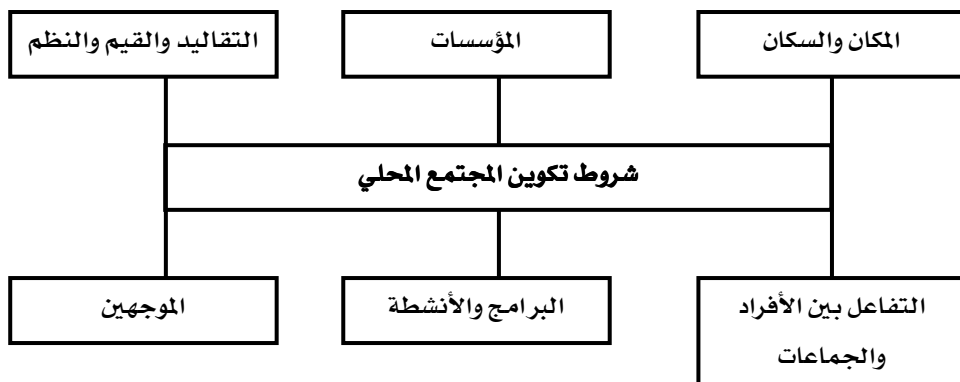 المكان والسكان
المؤسسات
التقاليد والقيم والنظم
شروط تكوين المجتمع المحلي
التفاعل بين الأفراد
والجماعات
البرامج والأنشطة
الموجهين